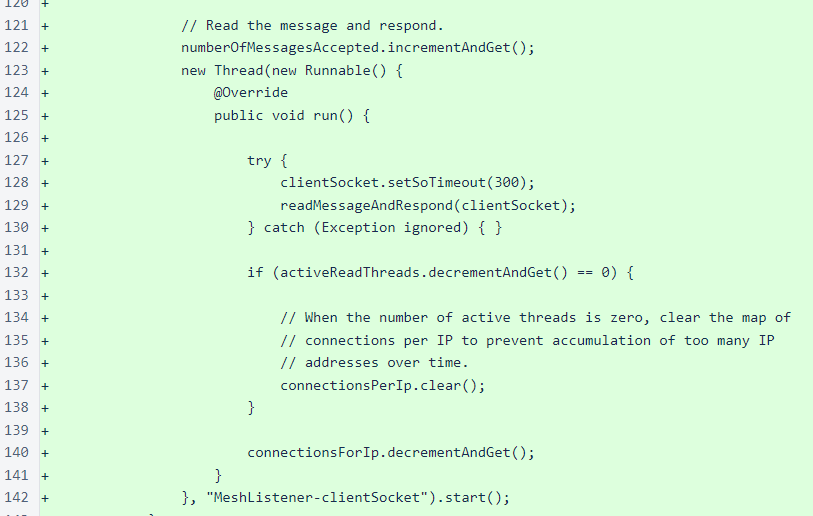 120 +
121 + // Read the message and respond.
122 + numberOfMessagesAccepted.incrementAndGet();
123 + new Thread(new Runnable() {
124 + @Override
125 + public void run() {
126 +
127 + try {
128 + clientSocket.setSoTimeout(300);
129 + readMessageAndRespond(clientSocket);
130 + } catch (Exception ignored) { }
131 +
132 + if (activeReadThreads.decrementAndGet() == 0) {
133 +
134 + // When the number of active threads is zero, clear the map of
135 + // connections per IP to prevent accumulation of too many IP
136 + // addresses over time.
137 + connectionsPerIp.clear();
138 + }
139 +
140 + connectionsForIp.decrementAndGet();
141 + }
142 + }, "MeshListener-clientSocket").start();